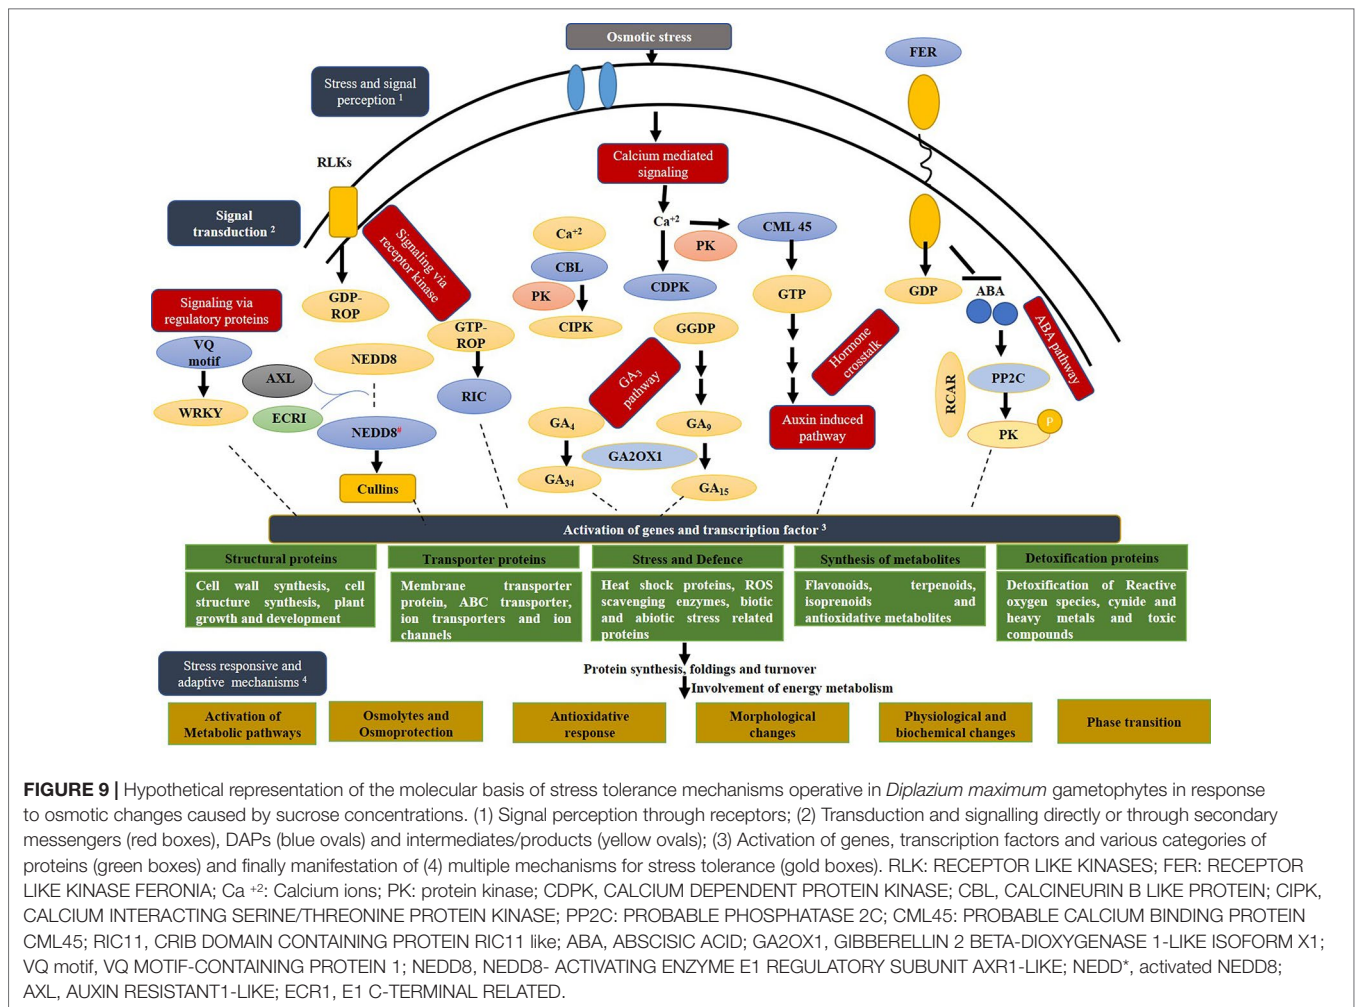 Osmotic stress
FER
Stress and signal
perception 1
RLKs
Calcium mediated
signaling
Signal
transduction 2
Signaling via
receptor kinase
Ca+2
CML 45
PK
Ca+2
CBL
CDPK
PK
CIPK
GTP
GDP
ABA
ABA pathway
Signaling via
regulatory proteins
GDP-
ROP
GTP-
ROP
GGDP
Hormone
crosstalk
VQ
motif
NEDD8
AXL
RIC
GA3
pathway
RCAR
PP2C
WRKY
ECRI
NEDD8#
GA4
GA9
Auxin induced
pathway
P
PK
GA2OX1
Cullins
GA34
GA15
Activation of genes and transcription factor 3
Structural proteins
Transporter proteins
Stress and Defence
Synthesis of metabolites
Detoxification proteins
Cell wall synthesis, cell
structure synthesis, plant
growth and development
Membrane transporter
protein, ABC transporter,
ion transporters and ion
channels
Heat shock proteins, ROS
scavenging enzymes, biotic
and abiotic stress related
proteins
Flavonoids, terpenoids,
isoprenoids and
antioxidative metabolites
Detoxification of Reactive
oxygen species, cynide and
heavy metals and toxic
compounds
Stress responsive and
adaptive mechanisms 4
Protein synthesis, foldings and turnover
Involvement of energy metabolism
Activation of
Metabolic pathways
Osmolytes and
Osmoprotection
Antioxidative
response
Morphological
changes
Physiological and
biochemical changes
Phase transition
FIGURE 9 | Hypothetical representation of the molecular basis of stress tolerance mechanisms operative in Diplazium maximum gametophytes in response
to osmotic changes caused by sucrose concentrations. (1) Signal perception through receptors; (2) Transduction and signalling directly or through secondary
messengers (red boxes), DAPs (blue ovals) and intermediates/products (yellow ovals); (3) Activation of genes, transcription factors and various categories of
proteins (green boxes) and finally manifestation of (4) multiple mechanisms for stress tolerance (gold boxes). RLK: RECEPTOR LIKE KINASES; FER: RECEPTOR
LIKE KINASE FERONIA; Ca +2: Calcium ions; PK: protein kinase; CDPK, CALCIUM DEPENDENT PROTEIN KINASE; CBL, CALCINEURIN B LIKE PROTEIN; CIPK,
CALCIUM INTERACTING SERINE/THREONINE PROTEIN KINASE; PP2C: PROBABLE PHOSPHATASE 2C; CML45: PROBABLE CALCIUM BINDING PROTEIN
CML45; RIC11, CRIB DOMAIN CONTAINING PROTEIN RIC11 like; ABA, ABSCISIC ACID; GA2OX1, GIBBERELLIN 2 BETA-DIOXYGENASE 1-LIKE ISOFORM X1;
VQ motif, VQ MOTIF-CONTAINING PROTEIN 1; NEDD8, NEDD8- ACTIVATING ENZYME E1 REGULATORY SUBUNIT AXR1-LIKE; NEDD*, activated NEDD8;
AXL, AUXIN RESISTANT1-LIKE; ECR1, E1 C-TERMINAL RELATED.